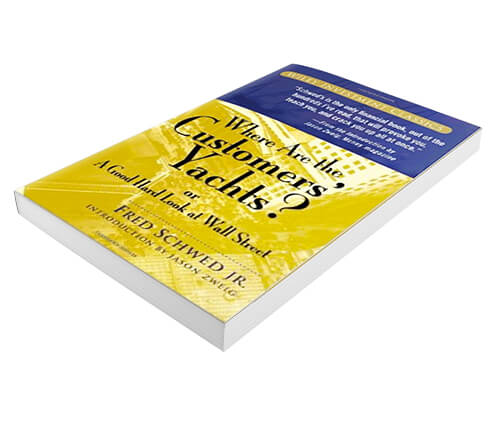 WILEY INVESTMENT CLASSICS
"Schwed's is the only financial book, out of the
hundreds I've read, that will provoke you,
teach you, and crack you up all at once."
—From the Introduction by
Jason Zweig, Money magazine
Where Are the
Customers'
Yachts?
or
A Good Hard Look at Wall Street
FRED SCHWED JR.
INTRODUCTION BY JASON ZWEIG